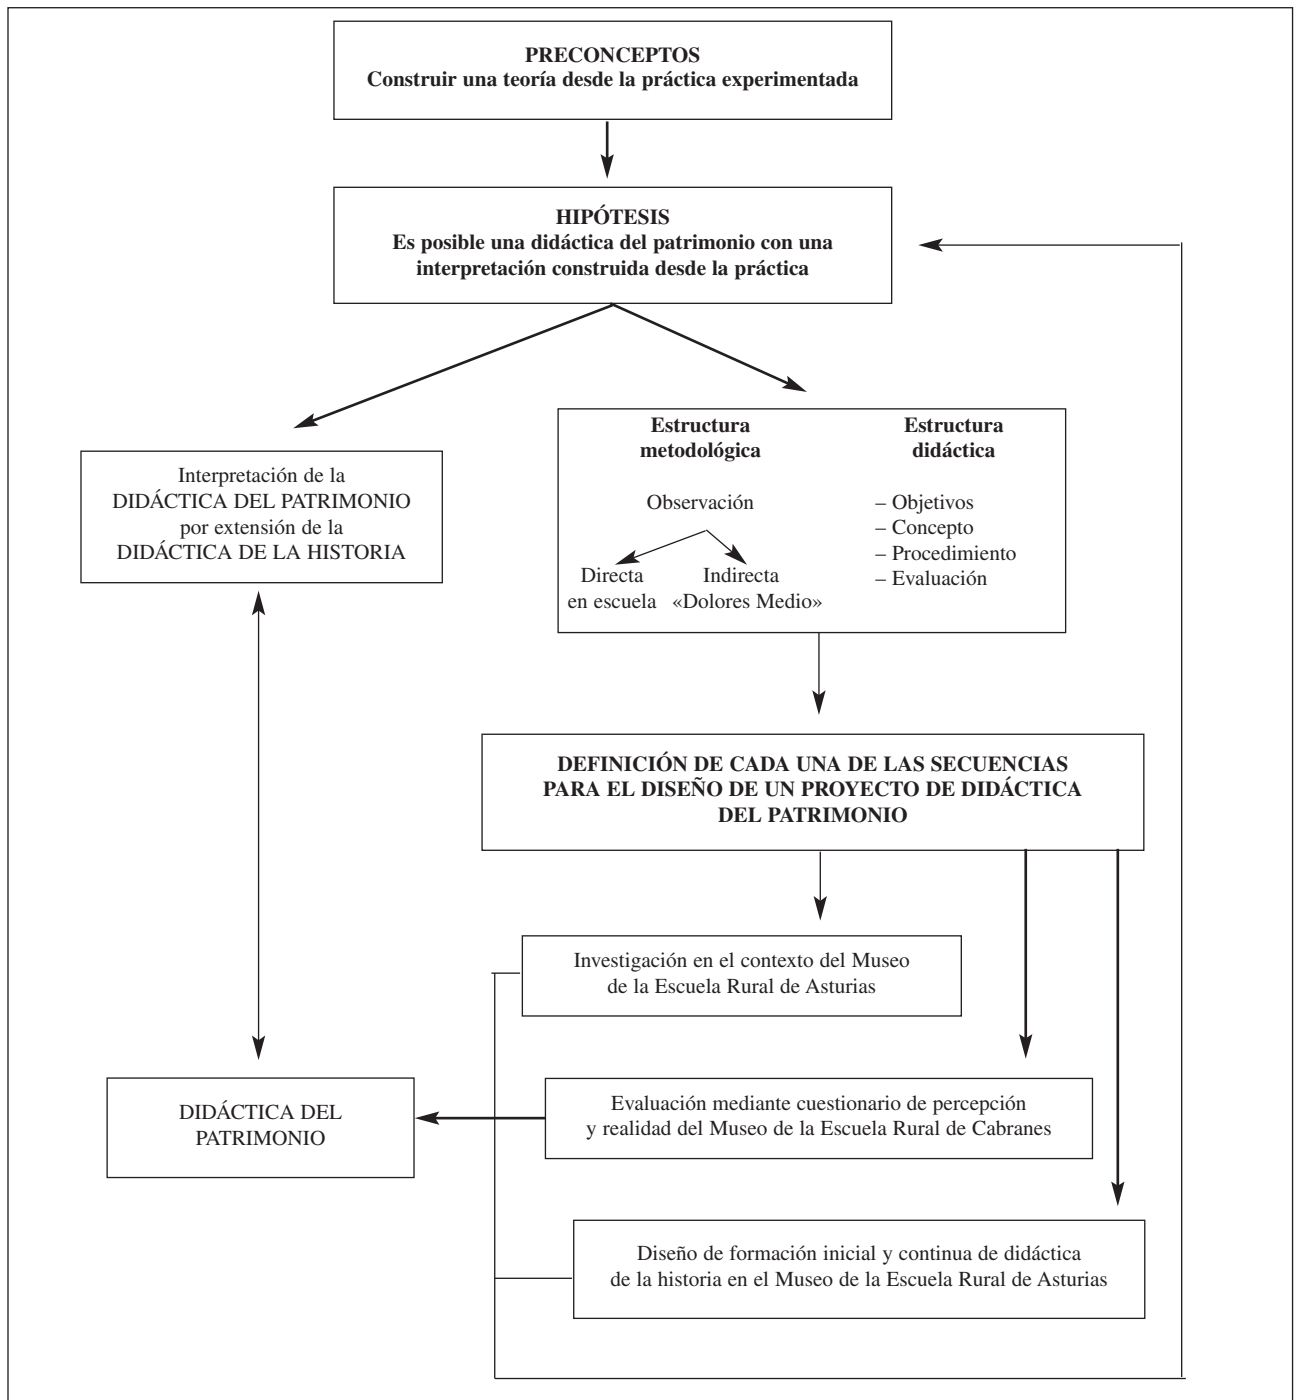 PRECONCEPTOS
Construir una teoría desde la práctica experimentada
HIPÓTESIS
Es posible una didáctica del patrimonio con una
interpretación construida desde la práctica
Interpretación de la
DIDÁCTICA DEL PATRIMONIO
por extensión de la
DIDÁCTICA DE LA HISTORIA
Estructura
metodológica
Observación
Directa
en escuela
Indirecta
«Dolores Medio»
Estructura
didáctica
– Objetivos
– Concepto
– Procedimiento
– Evaluación
DEFINICIÓN DE CADA UNA DE LAS SECUENCIAS
PARA EL DISEÑO DE UN PROYECTO DE DIDÁCTICA
DEL PATRIMONIO
Investigación en el contexto del Museo
de la Escuela Rural de Asturias
DIDÁCTICA DEL
PATRIMONIO
Evaluación mediante cuestionario de percepción
y realidad del Museo de la Escuela Rural de Cabranes
Diseño de formación inicial y continua de didáctica
de la historia en el Museo de la Escuela Rural de Asturias